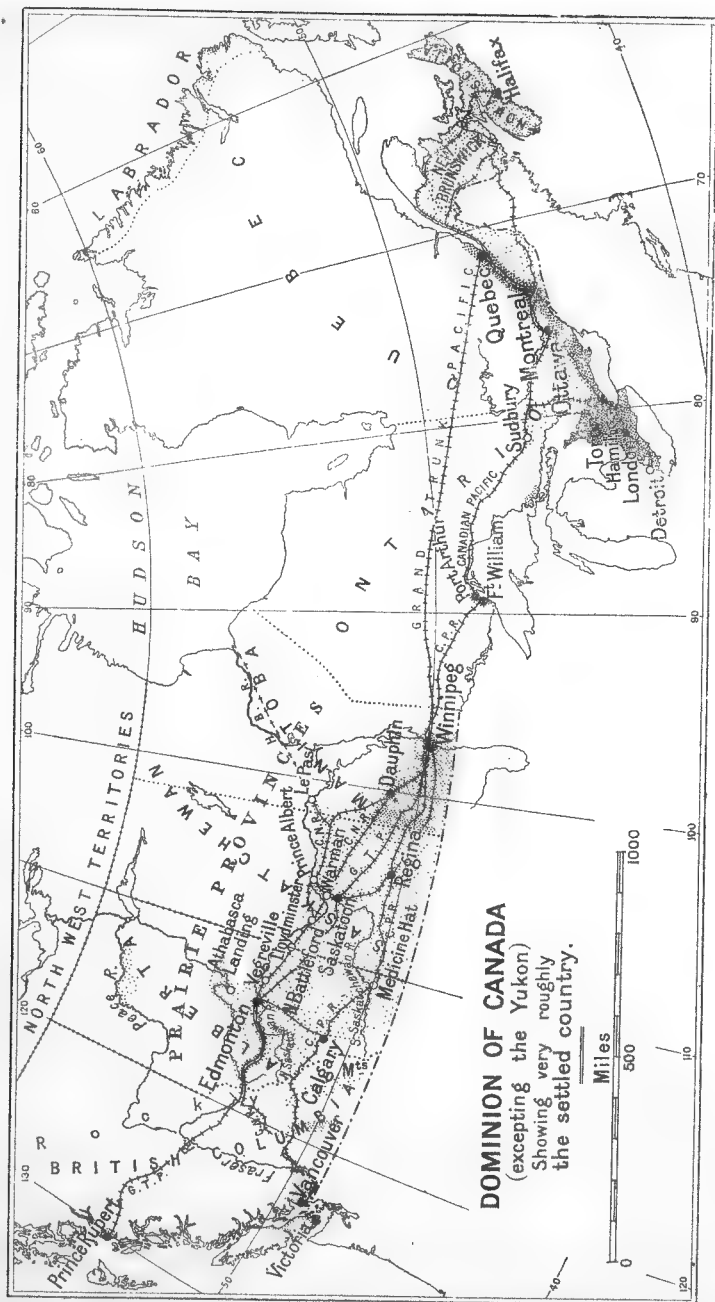 DOMINION OF CANADA
(excepting the Yukon)
Showing very roughly
the settled country.
Miles
0 500 1000
LABRADOR
QUEBEC
HUDSON
BAY
ONTARIO
NORTH WEST TERRITORIES
PRAIRIE PROVINCES
MANITOBA
SASKATCHEWAN
ALBERTA
BRITISH
COLUMBIA
NEW
BRUNSWICK
Halifax
Quebec
Montreal
Ottawa
Sudbury
Hamil
London
Detroit
Port Arthur
Ft William
GRAND TRUNK PACIFIC
CANADIAN PACIFIC
C.P.R.
Winnipeg
Dauphin
Le Pas
H. B. R.
Prince Albert
Warman
C.N.R.
C.N.R.
G.T.P.
Regina
Saskatoon
N. Battleford
Lloydminster
Vegreville
Athabasca
Landing
Edmonton
Peace R.
Medicine Hat
S. Saskatchewan
C.P.R.
C.P.R.
Calgary
Mts
ROCKY
Fraser
G.T.P.
Prince Rupert
Vancouver
Victoria
130
120
110
100
90
80
70
60
50
40